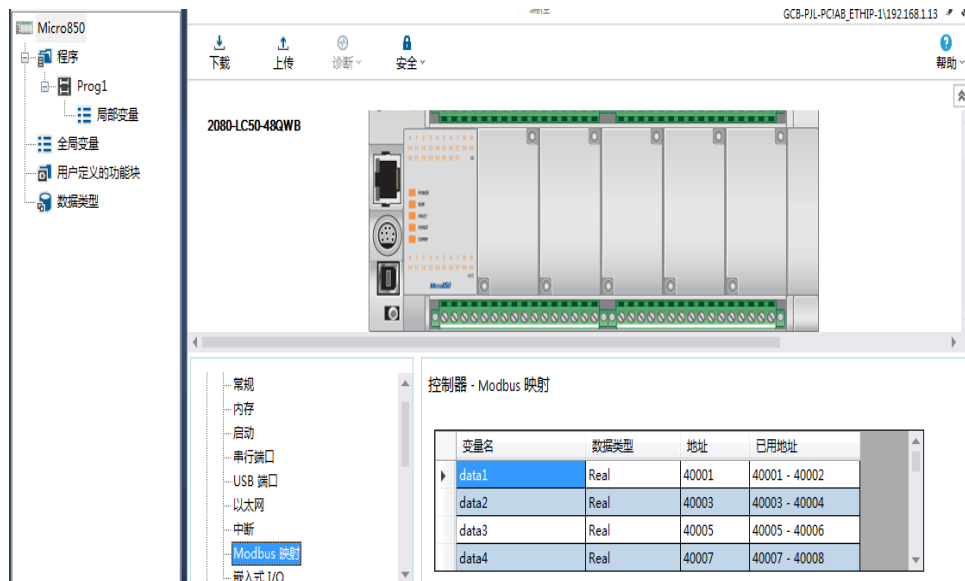 Micro850
程序
Prog1
局部变量
全局变量
用户定义的功能块
数据类型
GCB-PJL-PC\AB_ETHIP-1\192.168.1.13
下载
上传
诊断
安全
帮助
2080-LC50-48QWB
Micro850
常规
内存
启动
串行端口
USB 端口
以太网
中断
Modbus 映射
嵌入式 I/O
控制器 - Modbus 映射
变量名 数据类型 地址 已用地址
data1 Real 40001 40001 - 40002
data2 Real 40003 40003 - 40004
data3 Real 40005 40005 - 40006
data4 Real 40007 40007 - 40008